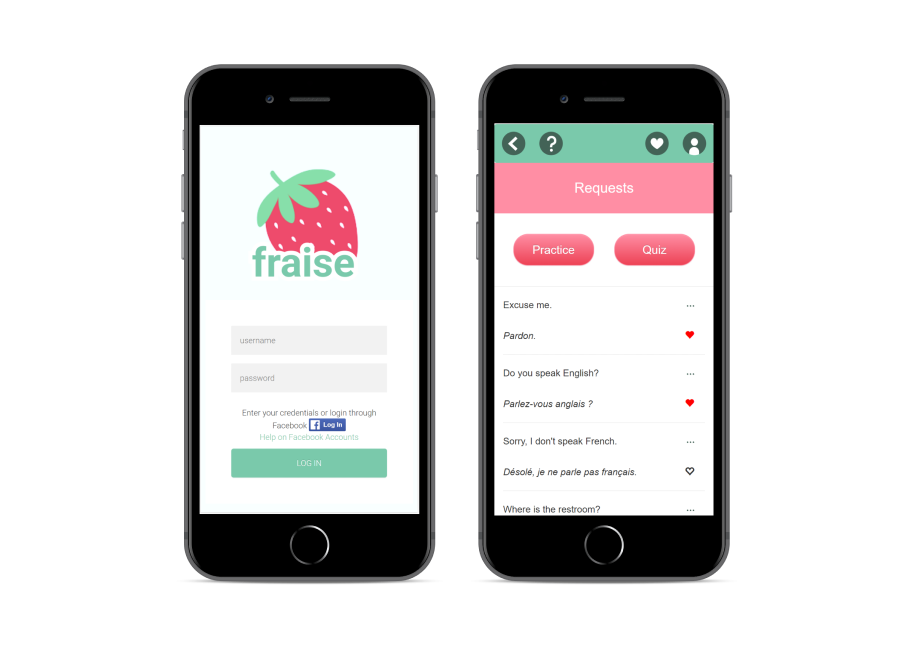 fraise
username
password
Enter your credentials or login through
Facebook f Log In
Help on Facebook Accounts
LOG IN
?
Requests
Practice
Quiz
Excuse me.
Pardon.
Do you speak English?
Parlez-vous anglais ?
Sorry, I don't speak French.
Désolé, je ne parle pas français.
Where is the restroom?